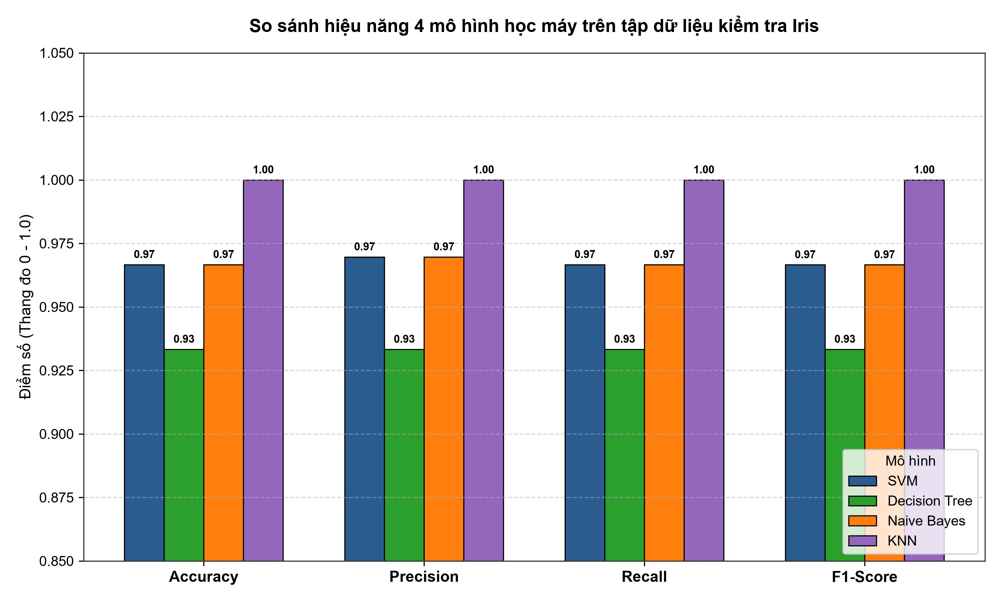 So sánh hiệu năng 4 mô hình học máy trên tập dữ liệu kiểm tra Iris
Điểm số (Thang đo 0 - 1.0)
1.050
1.025
1.000
0.975
0.950
0.925
0.900
0.875
0.850
0.97
0.93
0.97
1.00
0.97
0.93
0.97
1.00
0.97
0.93
0.97
1.00
0.97
0.93
0.97
1.00
Mô hình
SVM
Decision Tree
Naive Bayes
KNN
Accuracy
Precision
Recall
F1-Score